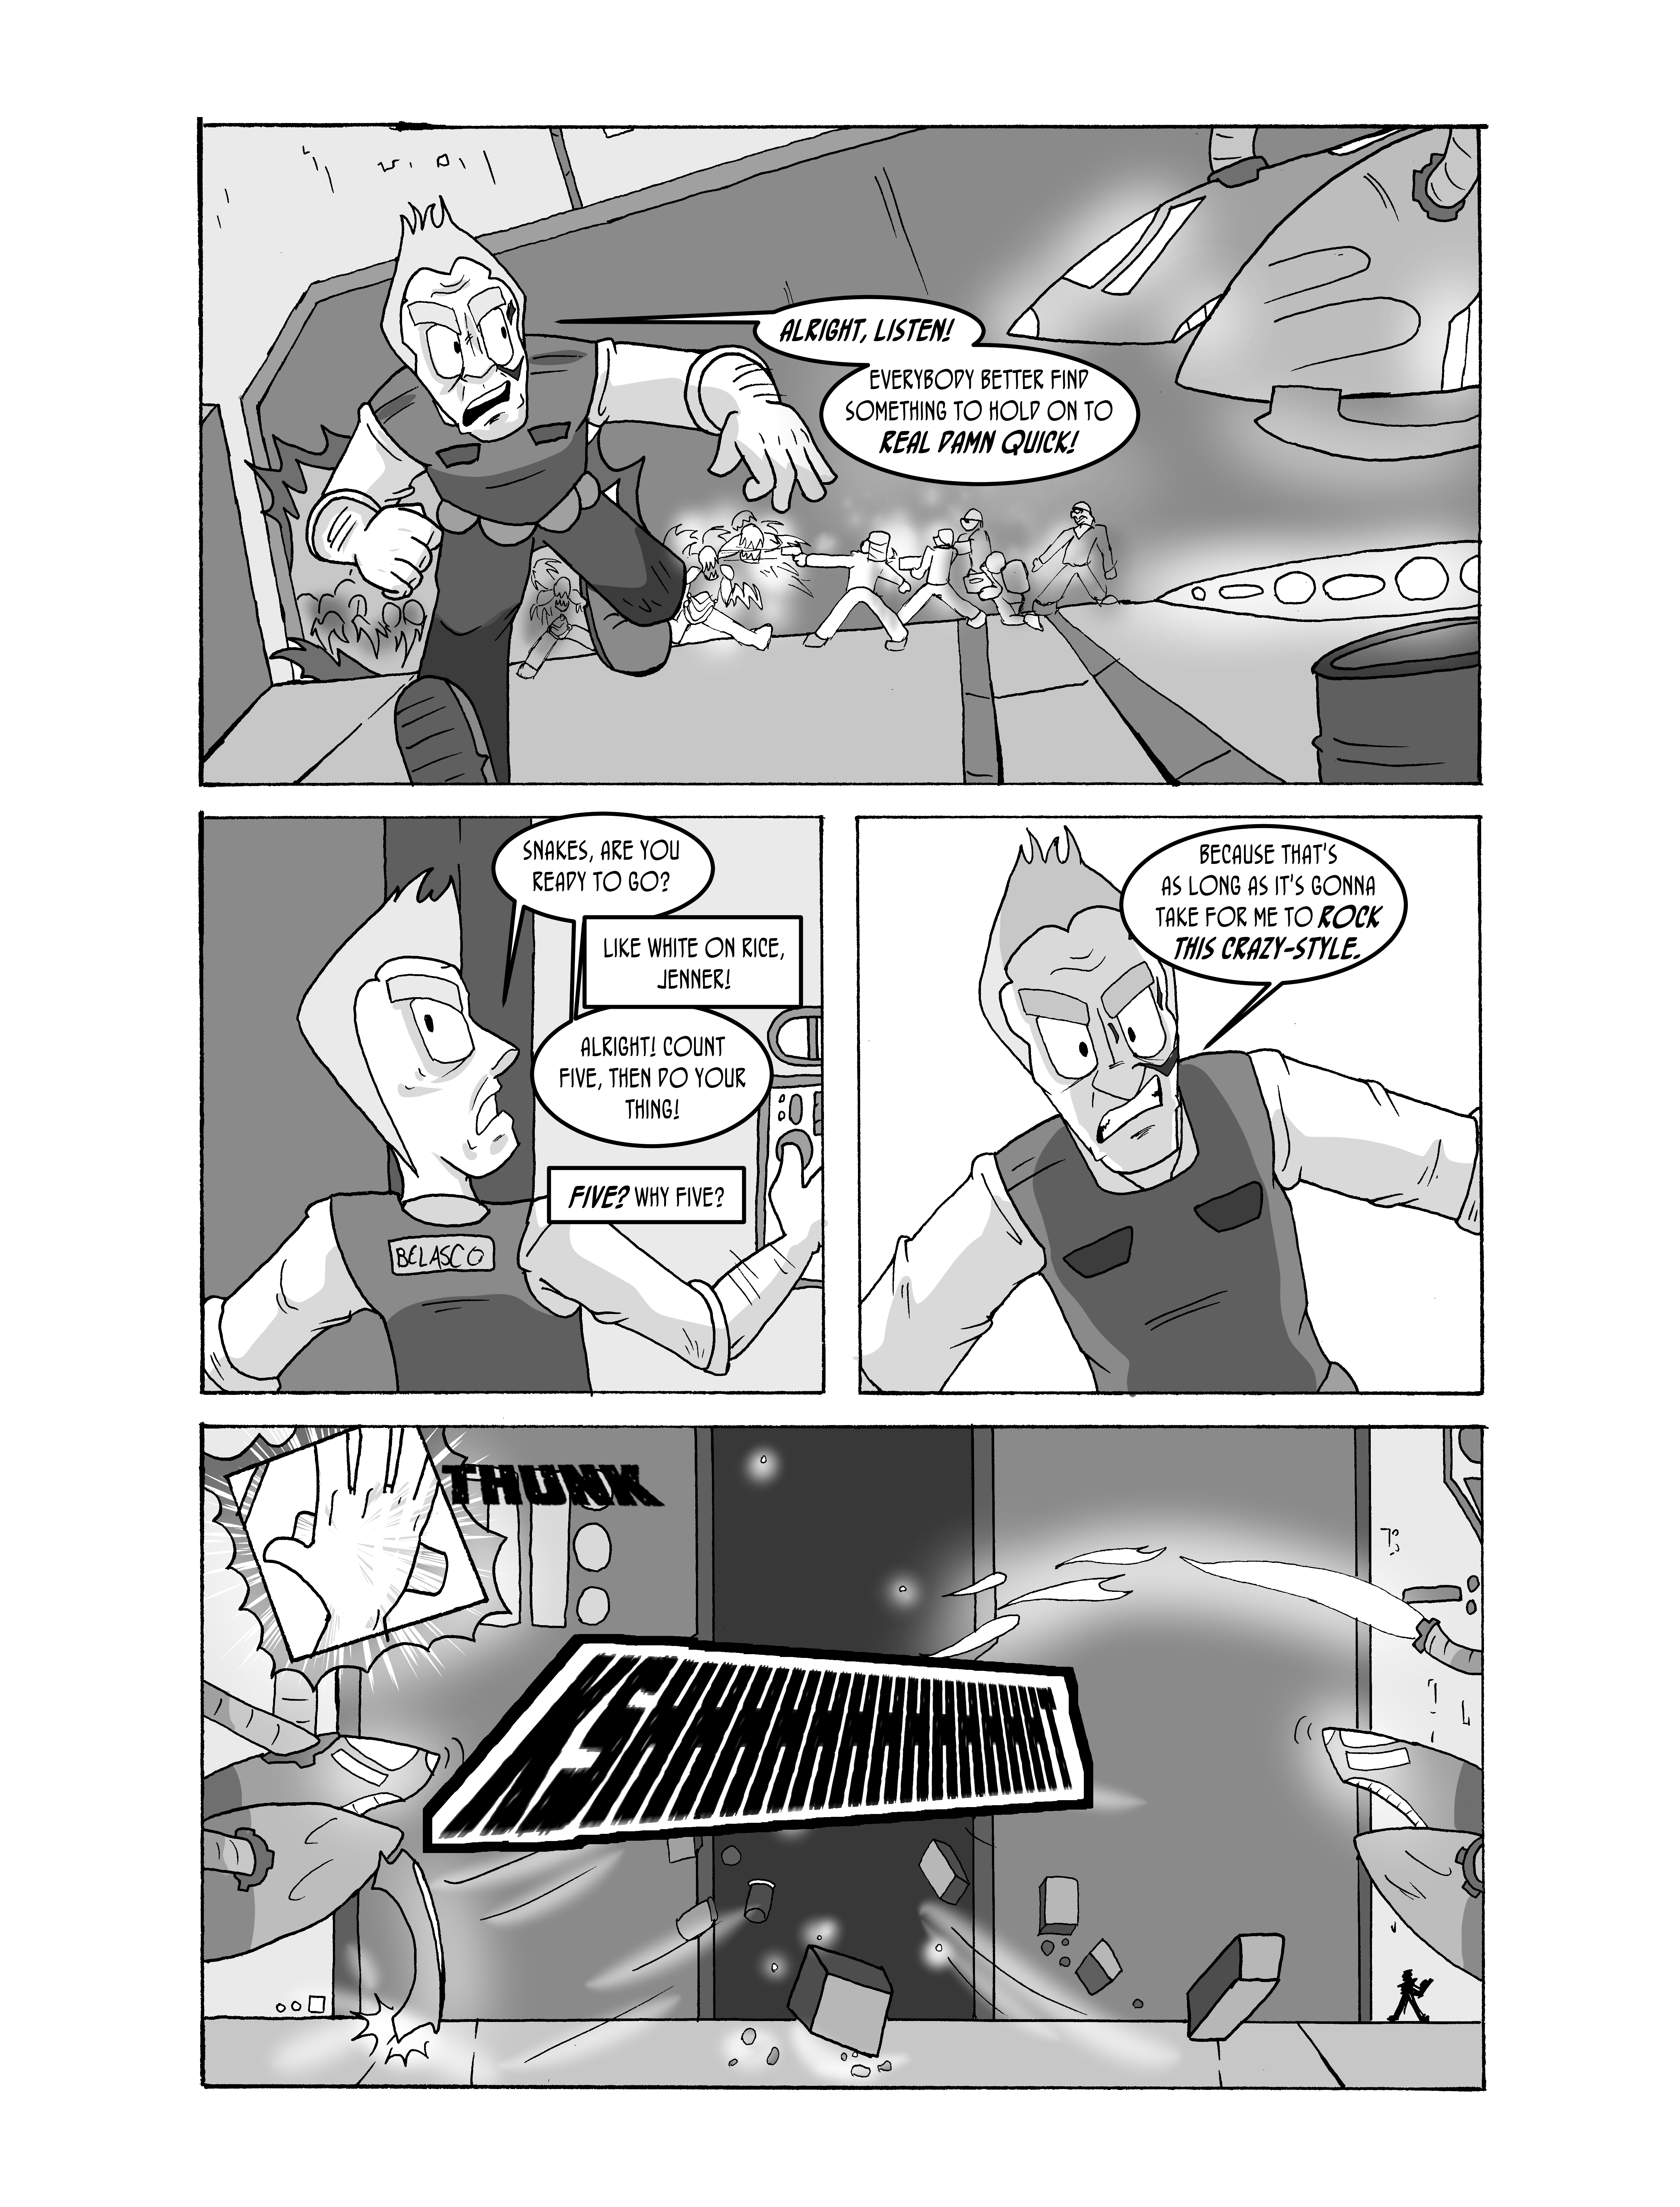 ALRIGHT, LISTEN!
EVERYBODY BETTER FIND
SOMETHING TO HOLD ON TO
REAL DAMN QUICK!
SNAKES, ARE YOU
READY TO GO?
LIKE WHITE ON RICE,
JENNER!
ALRIGHT! COUNT
FIVE, THEN DO YOUR
THING!
FIVE? WHY FIVE?
BELASCO
BECAUSE THAT'S
AS LONG AS IT'S GONNA
TAKE FOR ME TO ROCK
THIS CRAZY-STYLE.
THUNK